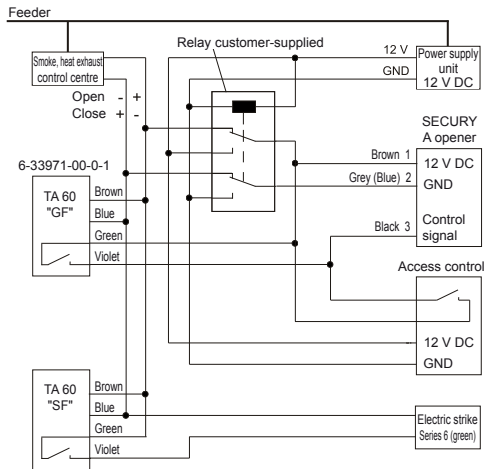 Feeder
Relay customer-supplied
Smoke, heat exhaust
control centre
Open - +
Close + -
12 V
GND
Power supply
unit
12 V DC
SECURY
A opener
Brown 1
12 V DC
Grey (Blue) 2
GND
Black 3
Control
signal
6-33971-00-0-1
TA 60
"GF"
Brown
Blue
Green
Violet
Access control
12 V DC
GND
TA 60
"SF"
Brown
Blue
Green
Violet
Electric strike
Series 6 (green)